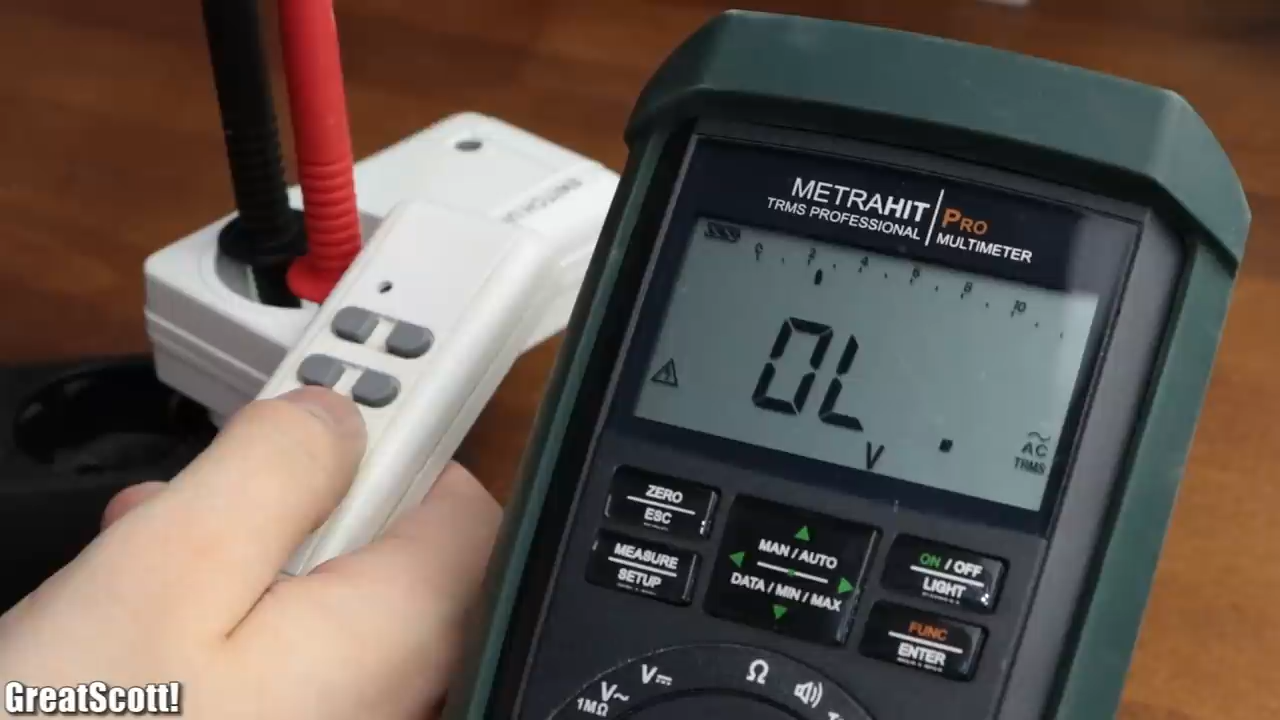 METRAHIT PRO
TRMS PROFESSIONAL MULTIMETER
0 2 4 6 8 10
OL
V
AC
TRMS
ZERO
ESC
MAN / AUTO
ON / OFF
LIGHT
MEASURE
SETUP
DATA / MIN / MAX
FUNC
ENTER
V~
1MΩ
V⎓
Ω
GreatScott!